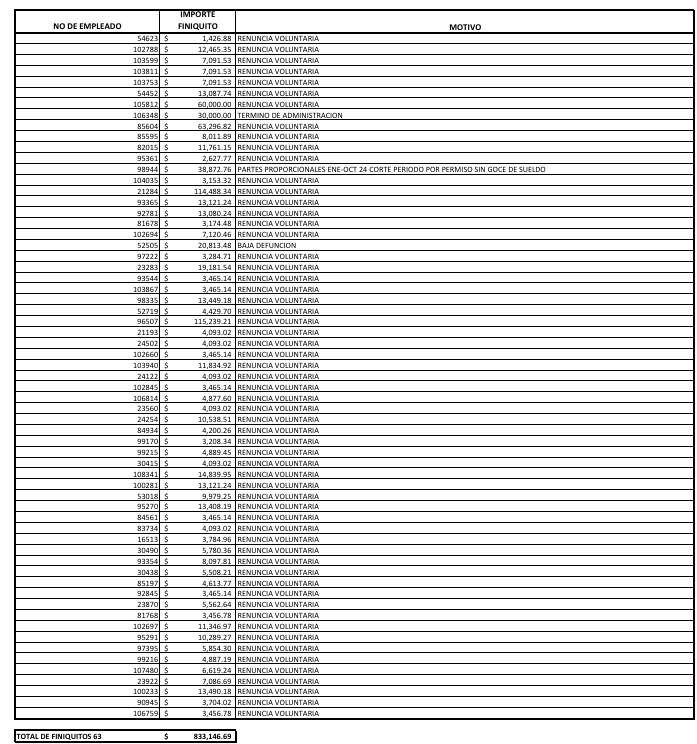 NO DE EMPLEADO IMPORTE FINIQUITO MOTIVO
54623 $ 1,426.88 RENUNCIA VOLUNTARIA
102788 $ 12,465.35 RENUNCIA VOLUNTARIA
103599 $ 7,091.53 RENUNCIA VOLUNTARIA
103811 $ 7,091.53 RENUNCIA VOLUNTARIA
103753 $ 7,091.53 RENUNCIA VOLUNTARIA
54452 $ 13,087.74 RENUNCIA VOLUNTARIA
105812 $ 60,000.00 RENUNCIA VOLUNTARIA
106348 $ 30,000.00 TERMINO DE ADMINISTRACION
85604 $ 63,296.82 RENUNCIA VOLUNTARIA
85595 $ 8,011.89 RENUNCIA VOLUNTARIA
82015 $ 11,761.15 RENUNCIA VOLUNTARIA
95361 $ 2,627.77 RENUNCIA VOLUNTARIA
98944 $ 38,872.76 PARTES PROPORCIONALES ENE-OCT 24 CORTE PERIODO POR PERMISO SIN GOCE DE SUELDO
104035 $ 3,153.32 RENUNCIA VOLUNTARIA
21284 $ 114,488.34 RENUNCIA VOLUNTARIA
93365 $ 13,121.24 RENUNCIA VOLUNTARIA
92781 $ 13,080.24 RENUNCIA VOLUNTARIA
81678 $ 3,174.48 RENUNCIA VOLUNTARIA
102694 $ 7,120.46 RENUNCIA VOLUNTARIA
52505 $ 20,813.48 BAJA DEFUNCION
97222 $ 3,284.71 RENUNCIA VOLUNTARIA
23283 $ 19,181.54 RENUNCIA VOLUNTARIA
93544 $ 3,465.14 RENUNCIA VOLUNTARIA
103867 $ 3,465.14 RENUNCIA VOLUNTARIA
98335 $ 13,449.18 RENUNCIA VOLUNTARIA
52719 $ 4,429.70 RENUNCIA VOLUNTARIA
96507 $ 115,239.21 RENUNCIA VOLUNTARIA
21193 $ 4,093.02 RENUNCIA VOLUNTARIA
24502 $ 4,093.02 RENUNCIA VOLUNTARIA
102660 $ 3,465.14 RENUNCIA VOLUNTARIA
103940 $ 11,834.92 RENUNCIA VOLUNTARIA
24122 $ 4,093.02 RENUNCIA VOLUNTARIA
102845 $ 3,465.14 RENUNCIA VOLUNTARIA
106814 $ 4,877.60 RENUNCIA VOLUNTARIA
23560 $ 4,093.02 RENUNCIA VOLUNTARIA
24254 $ 10,538.51 RENUNCIA VOLUNTARIA
84934 $ 4,200.26 RENUNCIA VOLUNTARIA
99170 $ 3,208.34 RENUNCIA VOLUNTARIA
99215 $ 4,889.45 RENUNCIA VOLUNTARIA
30415 $ 4,093.02 RENUNCIA VOLUNTARIA
108341 $ 14,839.95 RENUNCIA VOLUNTARIA
100281 $ 13,121.24 RENUNCIA VOLUNTARIA
53018 $ 9,979.25 RENUNCIA VOLUNTARIA
95270 $ 13,408.19 RENUNCIA VOLUNTARIA
84561 $ 3,465.14 RENUNCIA VOLUNTARIA
83734 $ 4,093.02 RENUNCIA VOLUNTARIA
16513 $ 3,784.96 RENUNCIA VOLUNTARIA
30490 $ 5,780.36 RENUNCIA VOLUNTARIA
93354 $ 8,097.81 RENUNCIA VOLUNTARIA
30438 $ 5,508.21 RENUNCIA VOLUNTARIA
85197 $ 4,613.77 RENUNCIA VOLUNTARIA
92845 $ 3,465.14 RENUNCIA VOLUNTARIA
23870 $ 5,562.64 RENUNCIA VOLUNTARIA
81768 $ 3,456.78 RENUNCIA VOLUNTARIA
102697 $ 11,346.97 RENUNCIA VOLUNTARIA
95291 $ 10,289.27 RENUNCIA VOLUNTARIA
97395 $ 5,854.30 RENUNCIA VOLUNTARIA
99216 $ 4,887.19 RENUNCIA VOLUNTARIA
107480 $ 6,619.24 RENUNCIA VOLUNTARIA
23922 $ 7,086.69 RENUNCIA VOLUNTARIA
100233 $ 13,490.18 RENUNCIA VOLUNTARIA
90945 $ 3,704.02 RENUNCIA VOLUNTARIA
106759 $ 3,456.78 RENUNCIA VOLUNTARIA
TOTAL DE FINIQUITOS 63 $ 833,146.69